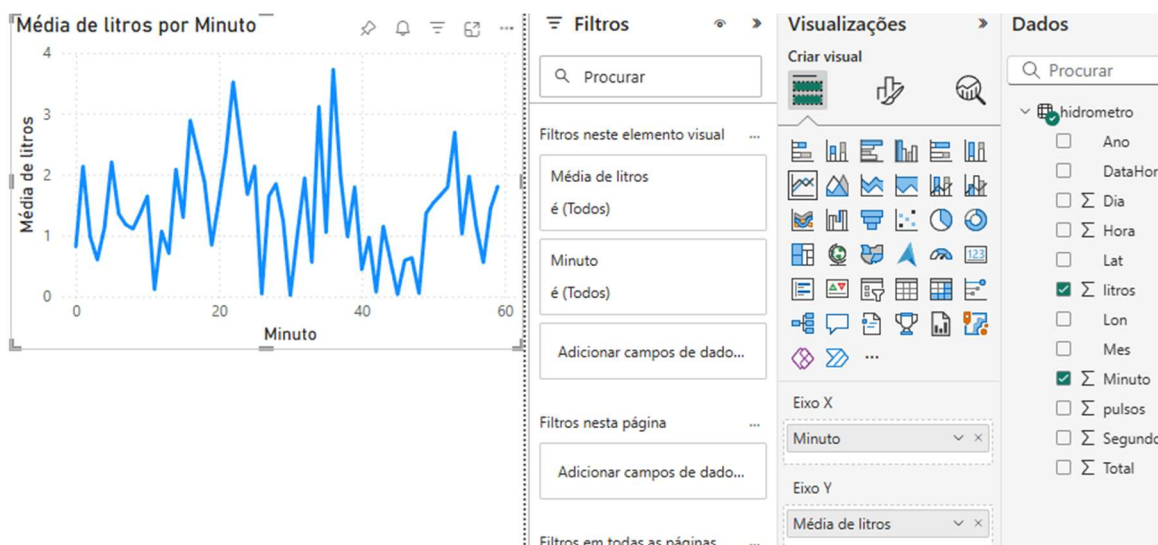 Média de litros por Minuto
4
3
2
1
0
Média de litros
0
20
40
60
Minuto
Filtros
Procurar
Filtros neste elemento visual
...
Média de litros
é (Todos)
Minuto
é (Todos)
Adicionar campos de dado...
Filtros nesta página
...
Adicionar campos de dado...
Filtros em todas as páginas
...
Visualizações
Criar visual
123
...
Eixo X
Minuto
Eixo Y
Média de litros
Dados
Procurar
hidrometro
Ano
DataHor
Σ Dia
Σ Hora
Lat
Σ litros
Lon
Mes
Σ Minuto
Σ pulsos
Σ Segundo
Σ Total